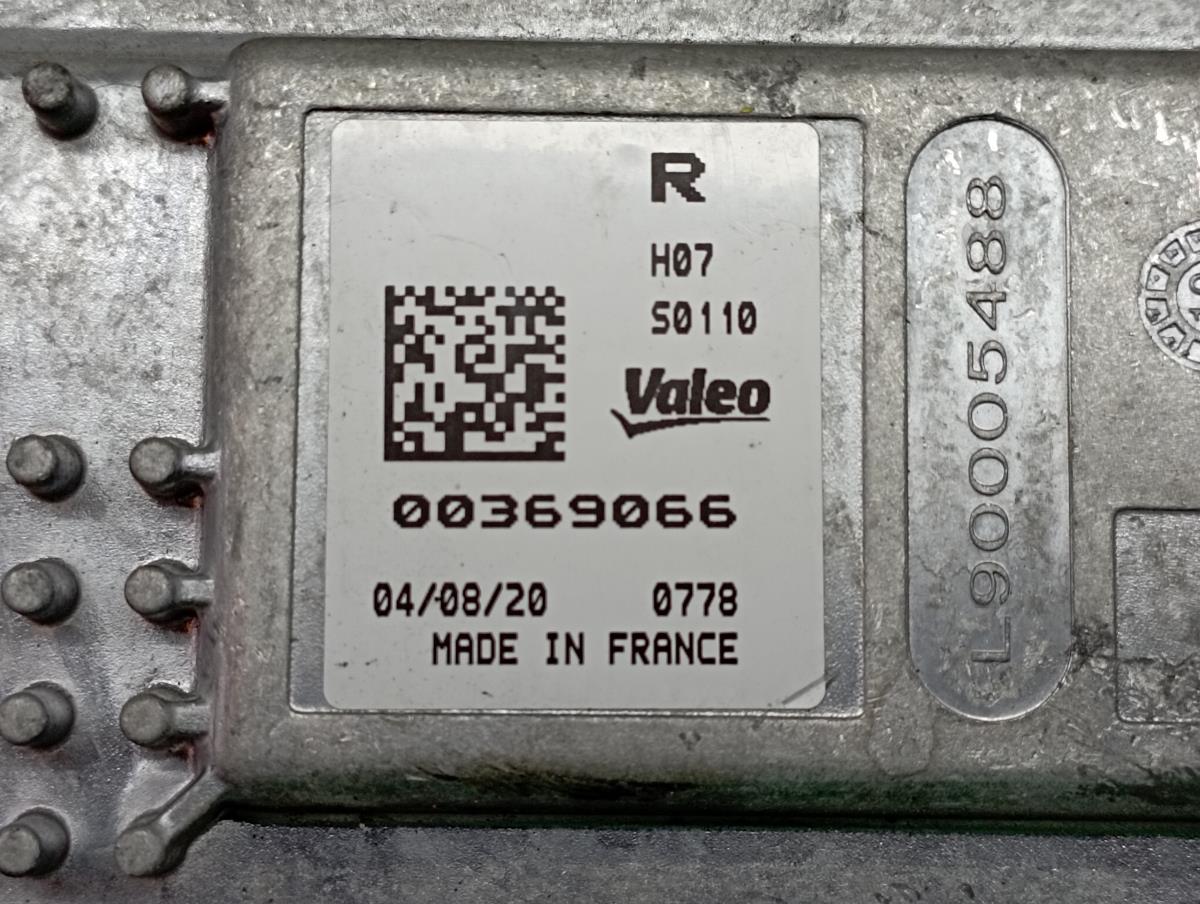 R
H07
S0110
Valeo
00369066
04/08/20 0778
MADE IN FRANCE
L90005488